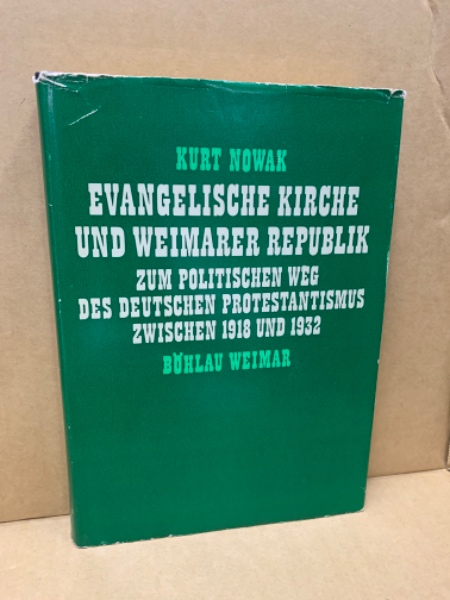 KURT NOWAK
EVANGELISCHE KIRCHE
UND WEIMARER REPUBLIK
ZUM POLITISCHEN WEG
DES DEUTSCHEN PROTESTANTISMUS
ZWISCHEN 1918 UND 1932
BÖHLAU WEIMAR